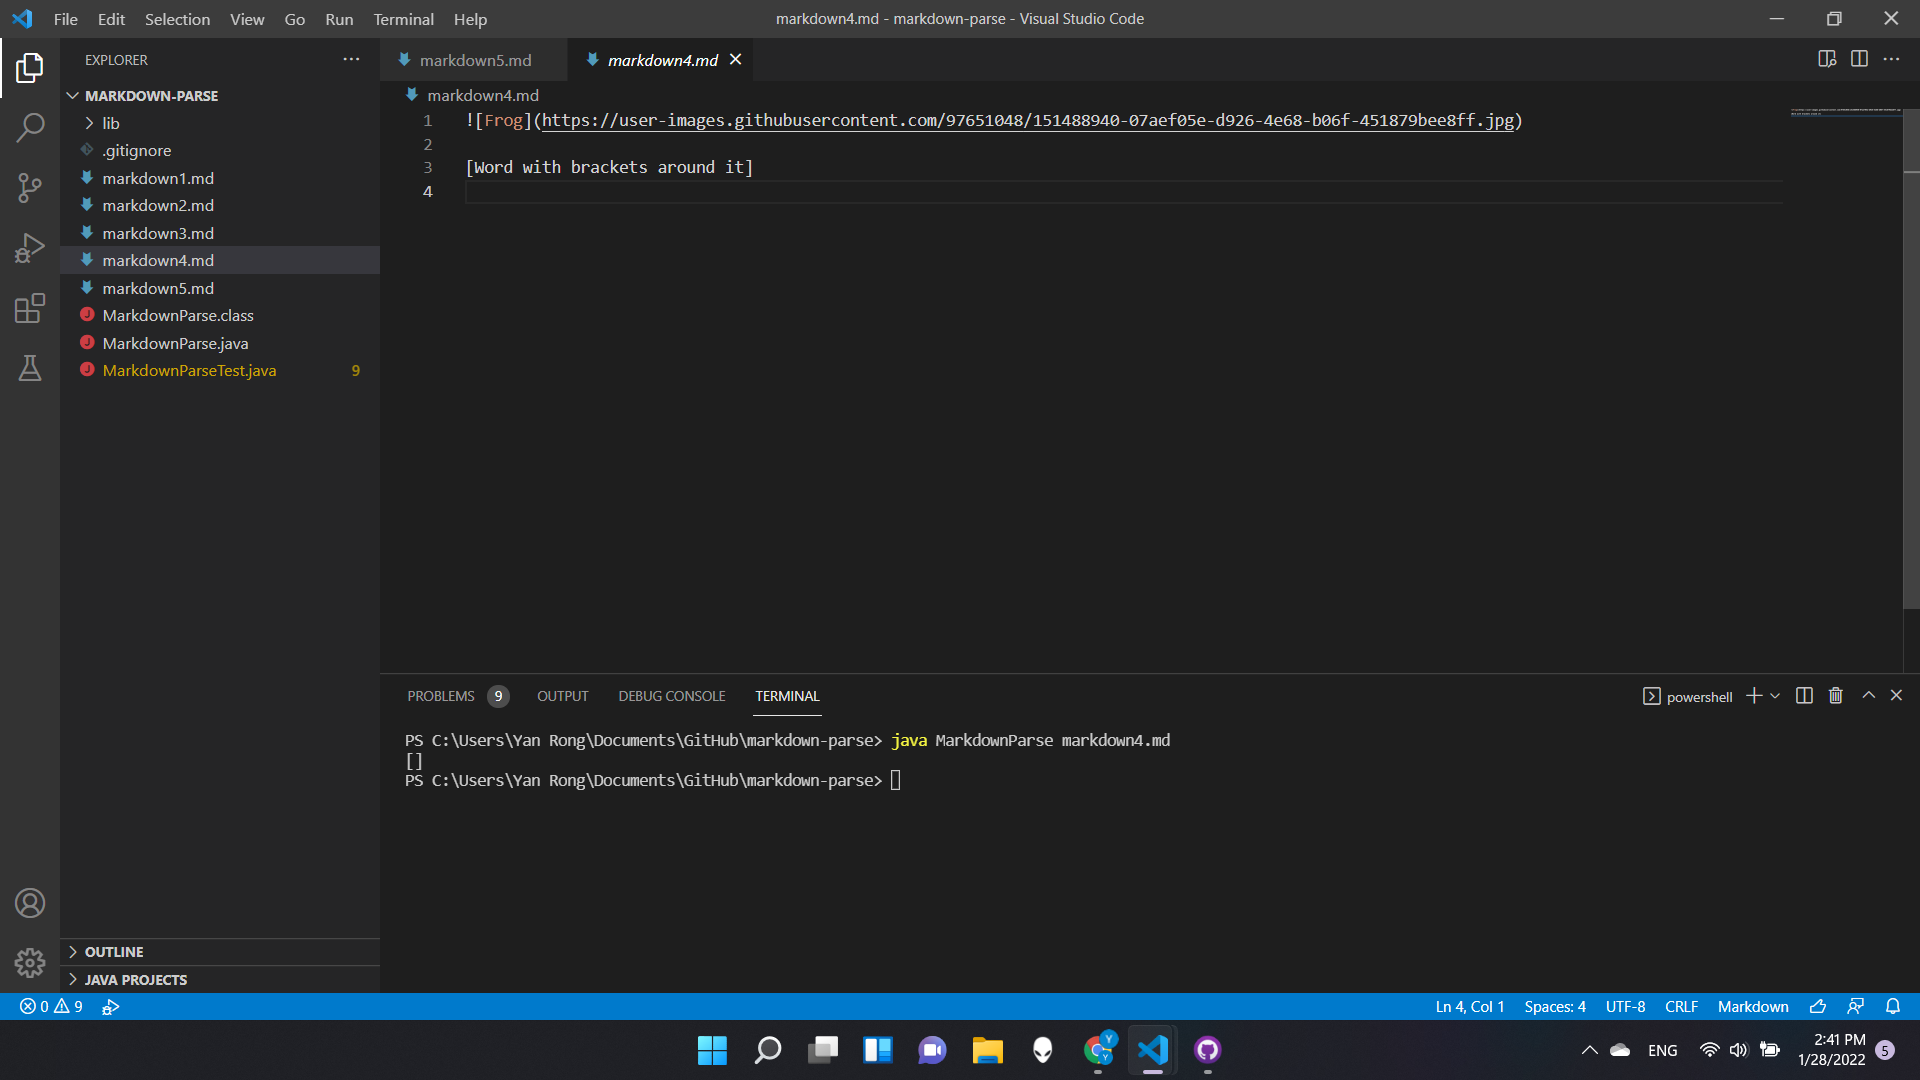 File Edit Selection View Go Run Terminal Help
markdown4.md - markdown-parse - Visual Studio Code
EXPLORER
MARKDOWN-PARSE
lib
.gitignore
markdown1.md
markdown2.md
markdown3.md
markdown4.md
markdown5.md
MarkdownParse.class
MarkdownParse.java
MarkdownParseTest.java 9
OUTLINE
JAVA PROJECTS
markdown5.md markdown4.md
markdown4.md
1 ![Frog](https://user-images.githubusercontent.com/97651048/151488940-07aef05e-d926-4e68-b06f-451879bee8ff.jpg)
2
3 [Word with brackets around it]
4
PROBLEMS 9 OUTPUT DEBUG CONSOLE TERMINAL
powershell
PS C:\Users\Yan Rong\Documents\GitHub\markdown-parse> java MarkdownParse markdown4.md
[]
PS C:\Users\Yan Rong\Documents\GitHub\markdown-parse>
0 9
Ln 4, Col 1 Spaces: 4 UTF-8 CRLF Markdown
ENG
2:41 PM
1/28/2022
5